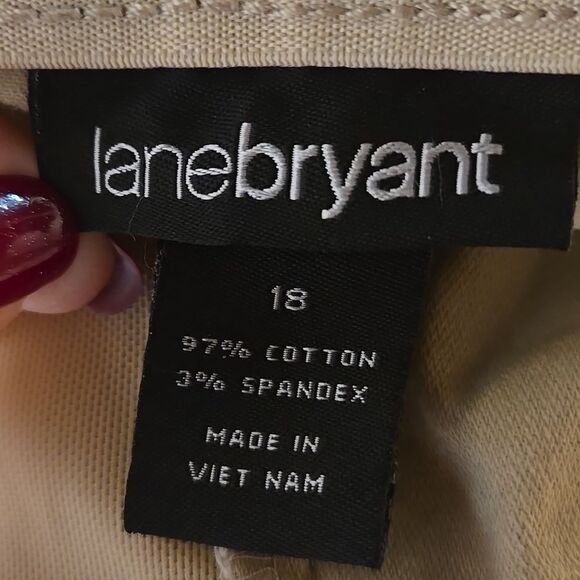 lanebryant
18
97% COTTON
3% SPANDEX
MADE IN
VIET NAM